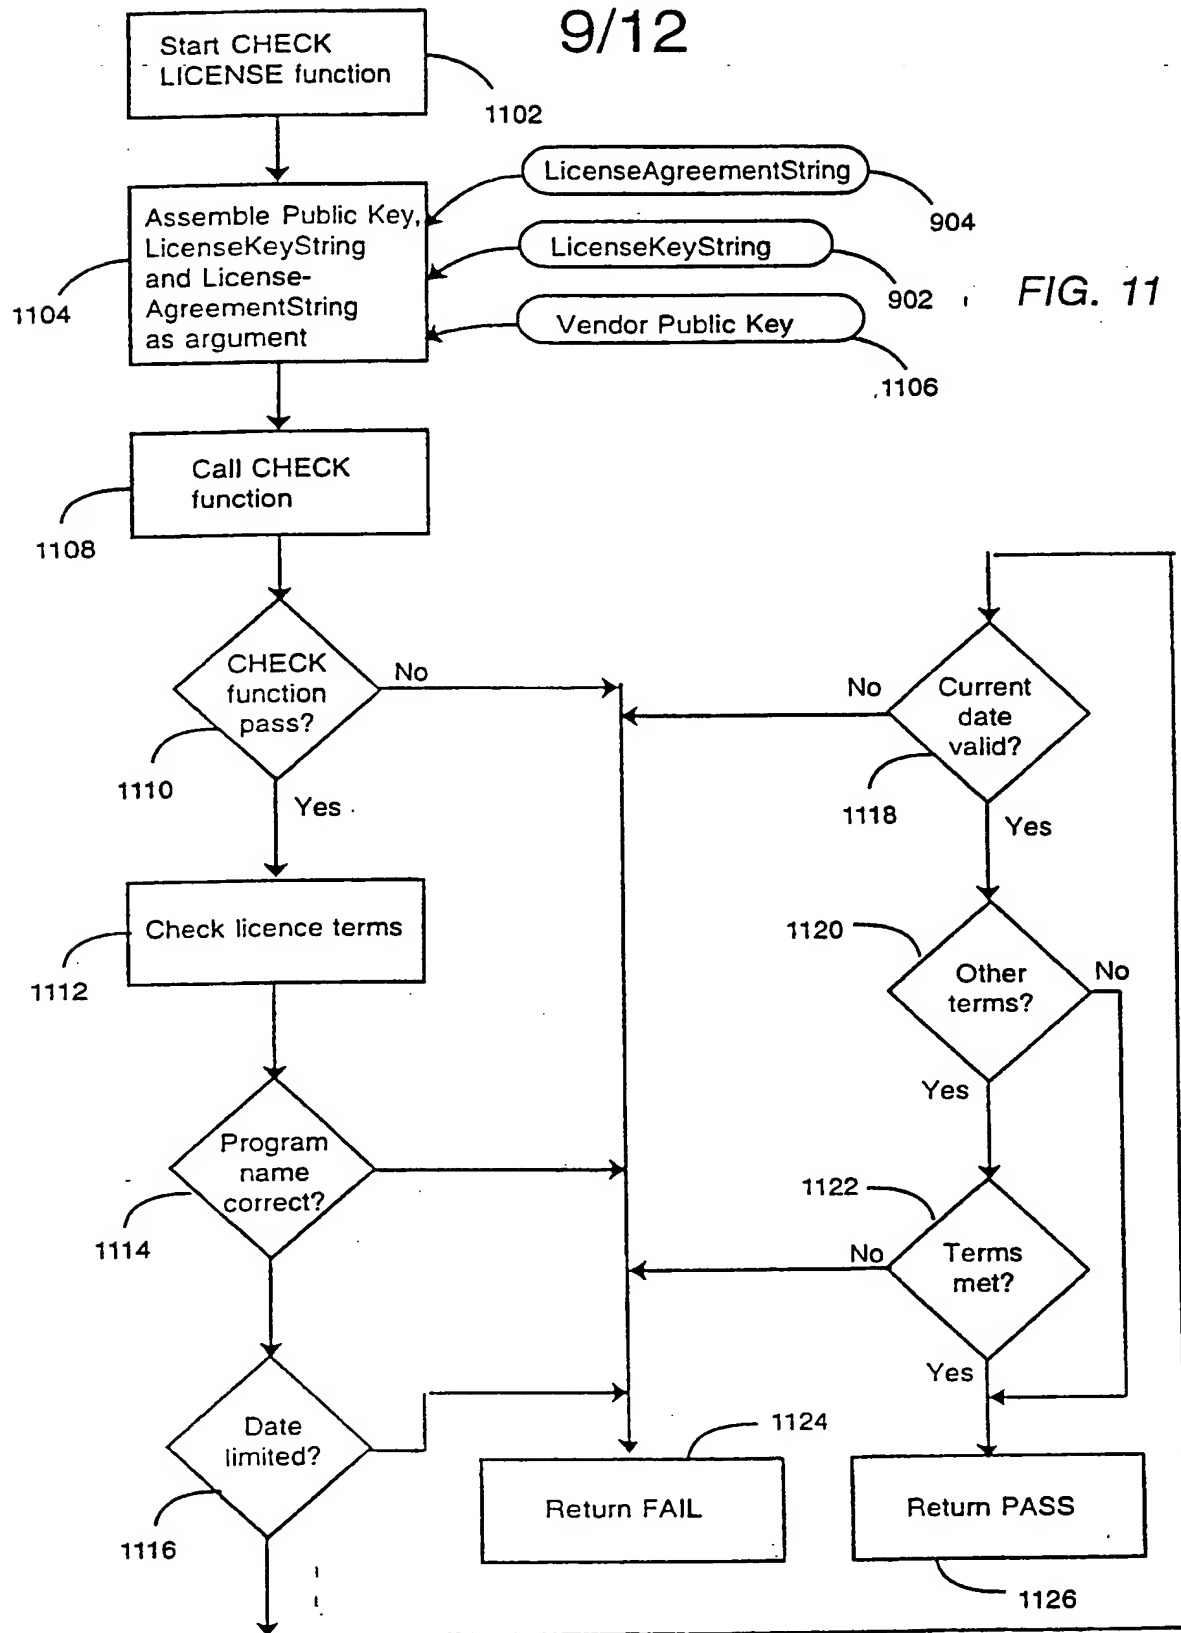 9/12
Start CHECK
LICENSE function
1102
LicenseAgreementString
904
Assemble Public Key,
LicenseKeyString
and License-
AgreementString
as argument
1104
LicenseKeyString
902
FIG. 11
Vendor Public Key
1106
Call CHECK
function
1108
CHECK
function
pass?
No
1110
Yes
Check licence terms
1112
Program
name
correct?
1114
Date
limited?
1116
Current
date
valid?
No
1118
Yes
1120
Other
terms?
No
Yes
1122
Terms
met?
No
Yes
1124
Return FAIL
Return PASS
1126